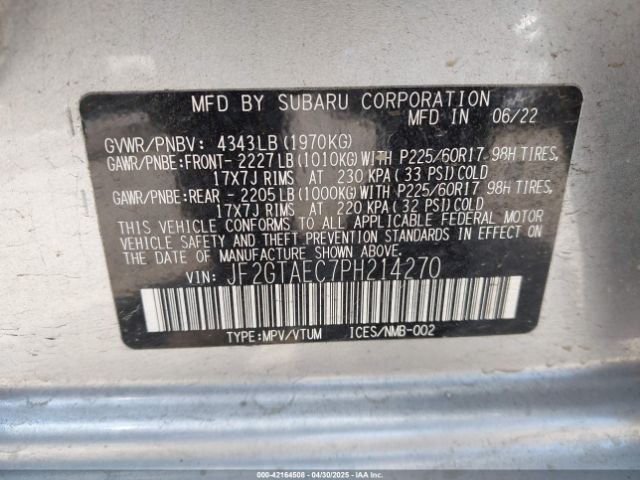 MFD BY SUBARU CORPORATION
MFD IN 06/22
GVWR/PNBV: 4343LB(1970KG)
GAWR/PNBE:FRONT- 2227LB(1010KG)WITH P225/60R17 98H TIRES,
17X7J RIMS AT 230 KPA( 33 PSI)COLD
GAWR/PNBE:REAR - 2205LB(1000KG)WITH P225/60R17 98H TIRES,
17X7J RIMS AT 220 KPA( 32 PSI)COLD
THIS VEHICLE CONFORMS TO ALL APPLICABLE FEDERAL MOTOR
VEHICLE SAFETY AND THEFT PREVENTION STANDARDS IN EFFECT ON
THE DATE OF MANUFACTURE SHOWN ABOVE.
VIN: JF2GTAEC7PH214270
TYPE:MPV/VTUM ICES/NMB-002
000-42164508 - 04/30/2025 - IAAI.COM